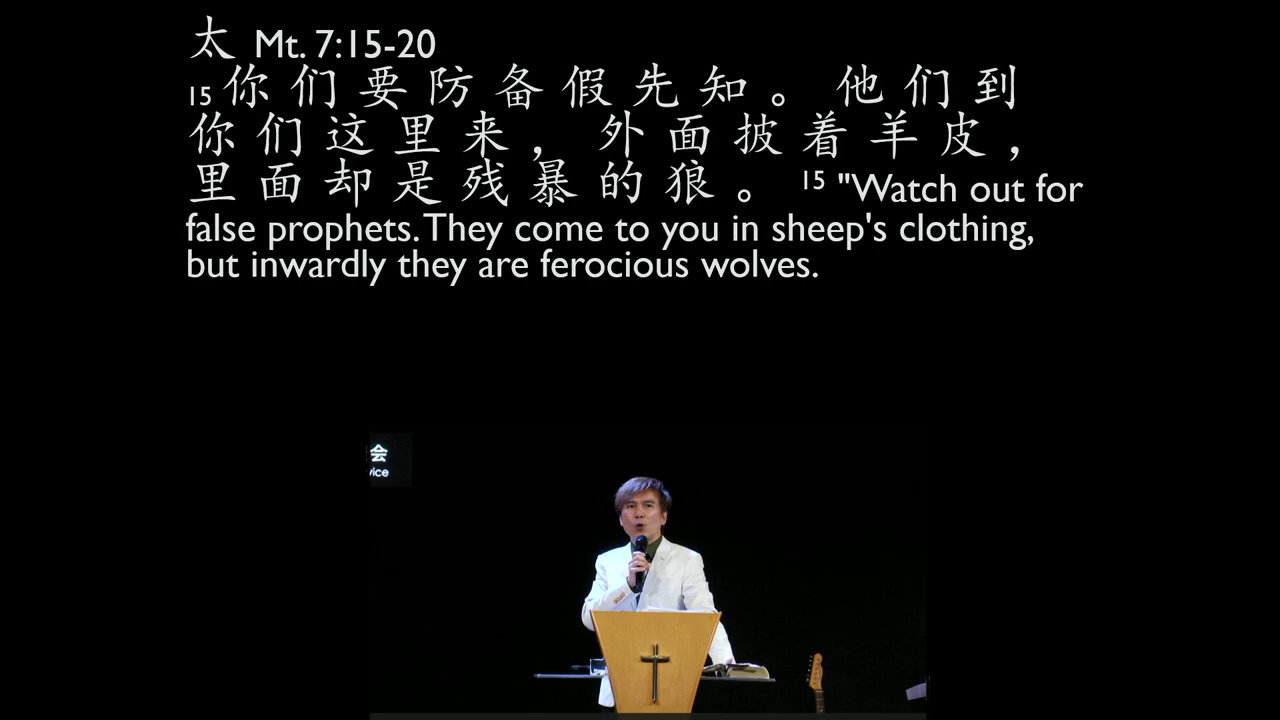 太 Mt. 7:15-20
15 你们要防备假先知。他们到
你们这里来，外面披着羊皮，
里面却是残暴的狼。 15 "Watch out for
false prophets. They come to you in sheep's clothing,
but inwardly they are ferocious wolves.
会
vice